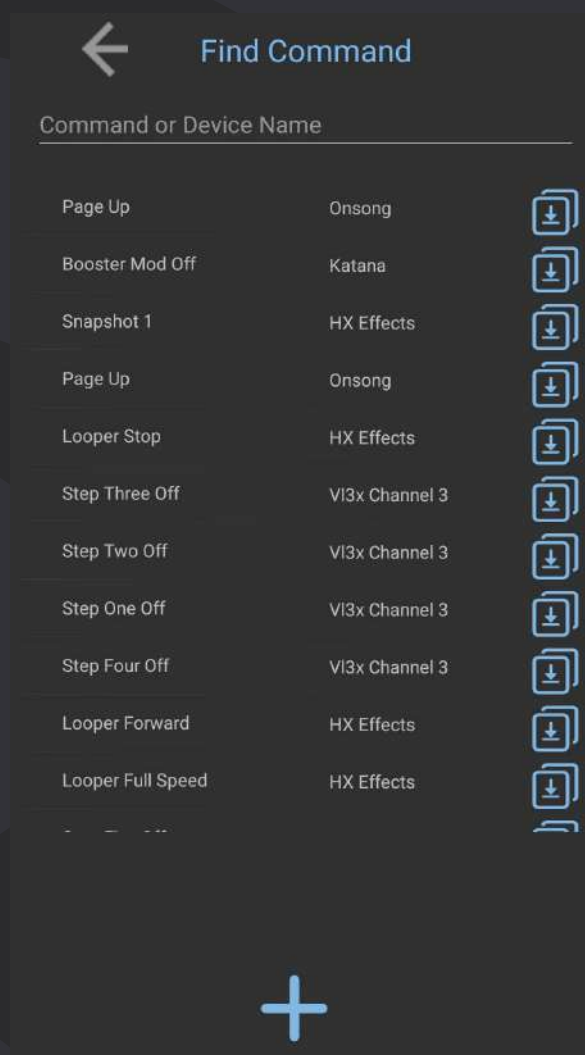 Find Command
Command or Device Name
Page Up Onsong
Booster Mod Off Katana
Snapshot 1 HX Effects
Page Up Onsong
Looper Stop HX Effects
Step Three Off Vl3x Channel 3
Step Two Off Vl3x Channel 3
Step One Off Vl3x Channel 3
Step Four Off Vl3x Channel 3
Looper Forward HX Effects
Looper Full Speed HX Effects